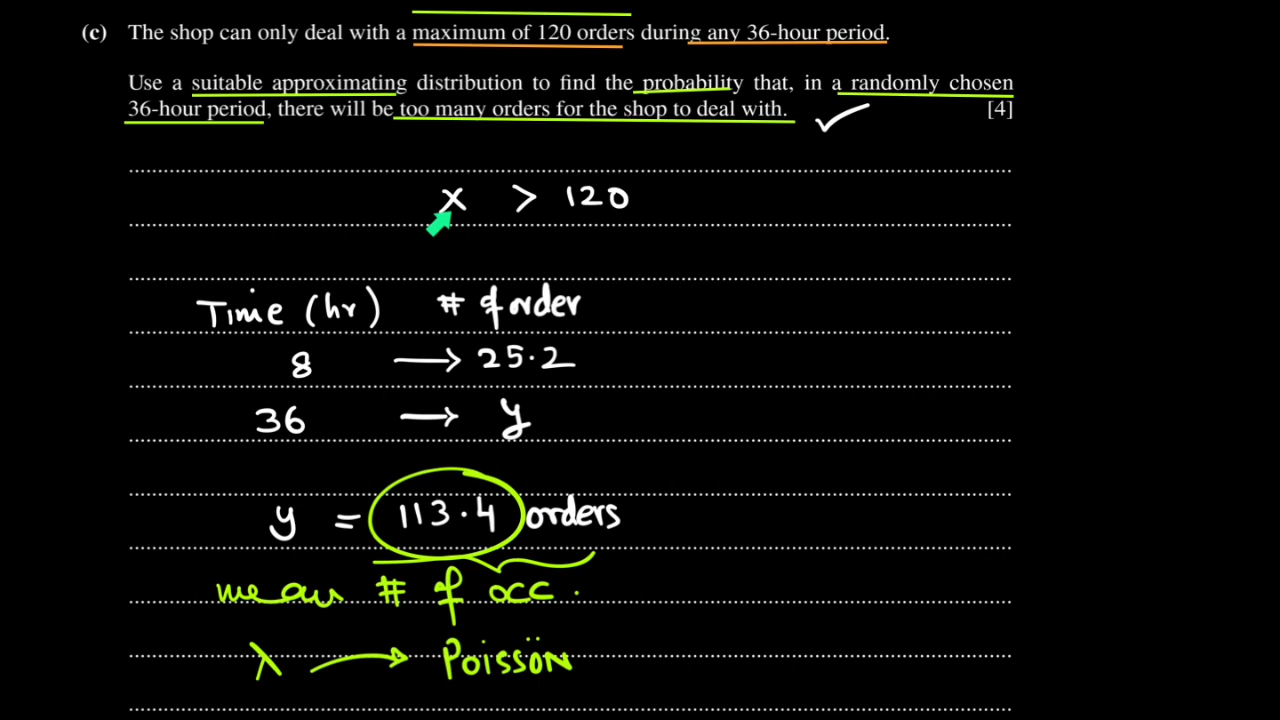 (c) The shop can only deal with a maximum of 120 orders during any 36-hour period.
Use a suitable approximating distribution to find the probability that, in a randomly chosen
36-hour period, there will be too many orders for the shop to deal with. [4]
x > 120
Time (hr) # of order
8 → 25.2
36 → y
y = 113.4 orders
mean # of occ.
λ → Poisson